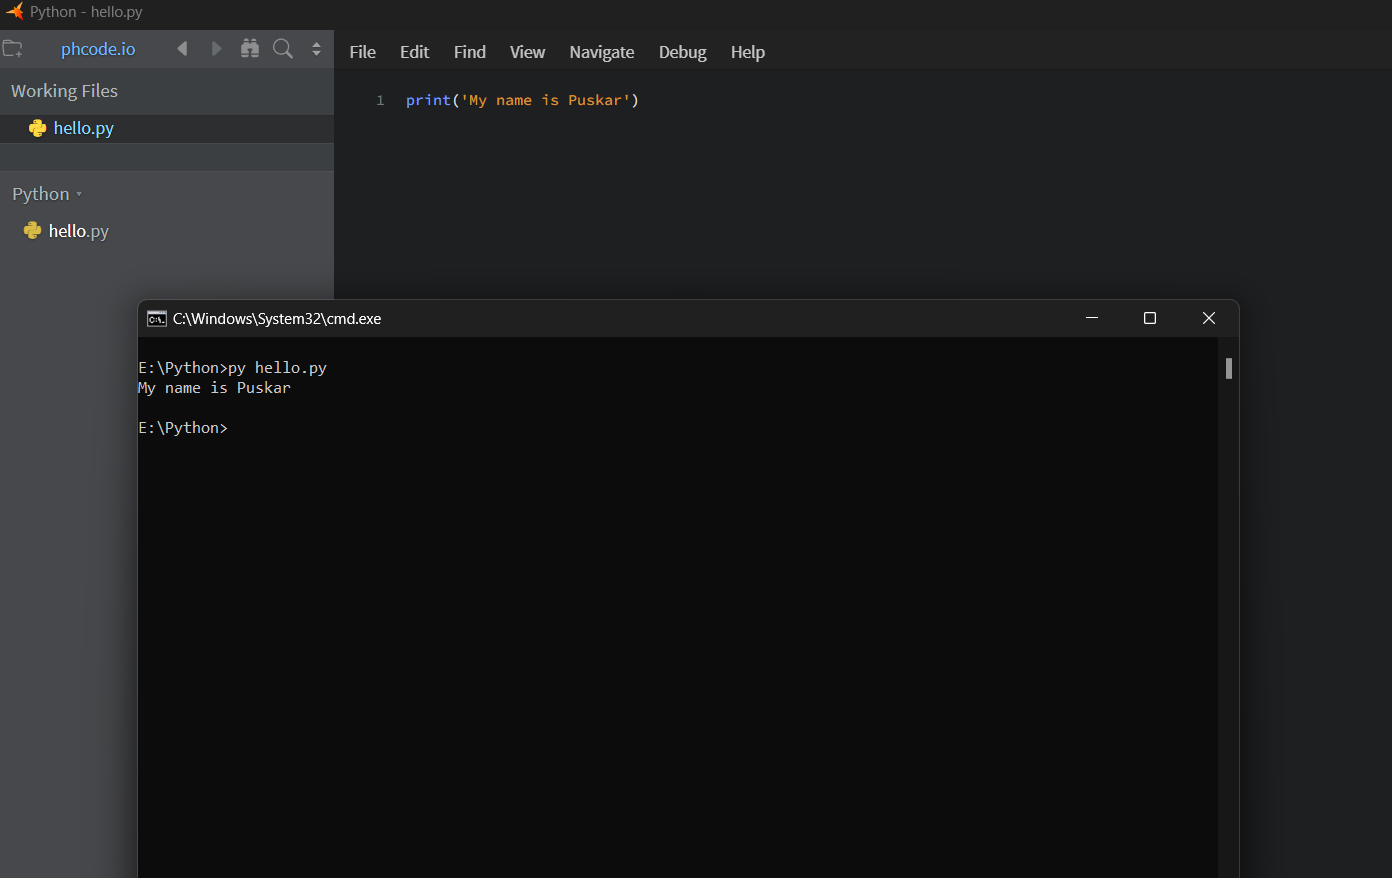 Python - hello.py
phcode.io
File Edit Find View Navigate Debug Help
Working Files
hello.py
Python
hello.py
1 print('My name is Puskar')
C:\Windows\System32\cmd.exe
E:\Python>py hello.py
My name is Puskar
E:\Python>